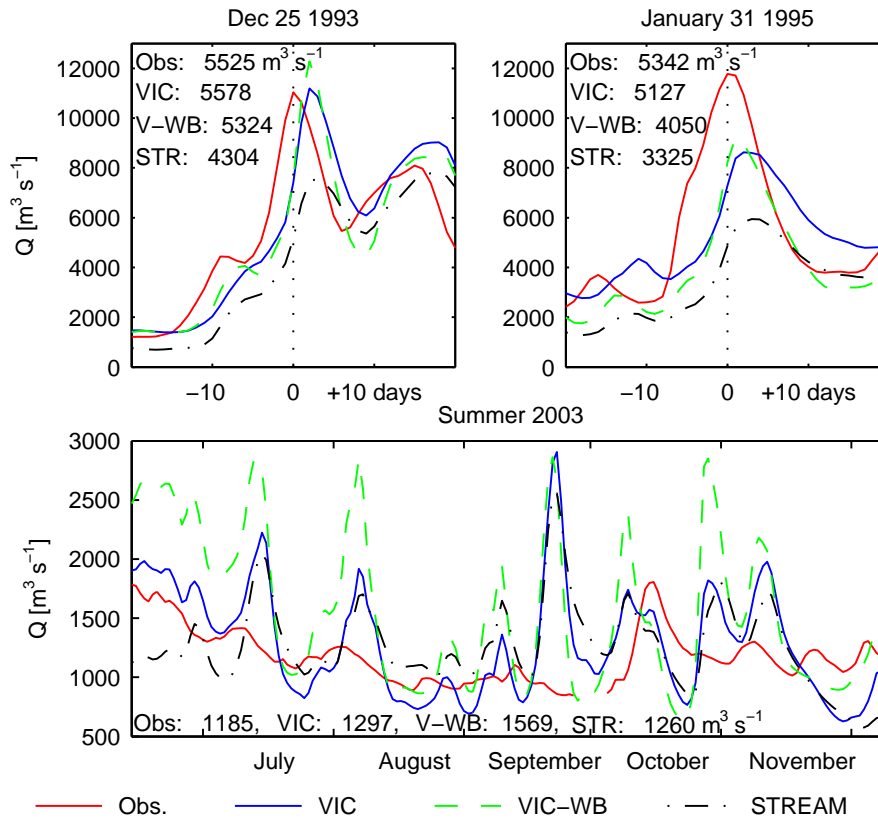 Dec 25 1993
January 31 1995
Q [m³ s⁻¹]
12000
10000
8000
6000
4000
2000
0
Obs: 5525 m³ s⁻¹
VIC: 5578
V−WB: 5324
STR: 4304
−10 0 +10 days
12000
10000
8000
6000
4000
2000
0
Obs: 5342 m³ s⁻¹
VIC: 5127
V−WB: 4050
STR: 3325
−10 0 +10 days
Summer 2003
Q [m³ s⁻¹]
3000
2500
2000
1500
1000
500
Obs: 1185, VIC: 1297, V−WB: 1569, STR: 1260 m³ s⁻¹
July August September October November
Obs. VIC VIC−WB STREAM